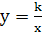 y = k/x